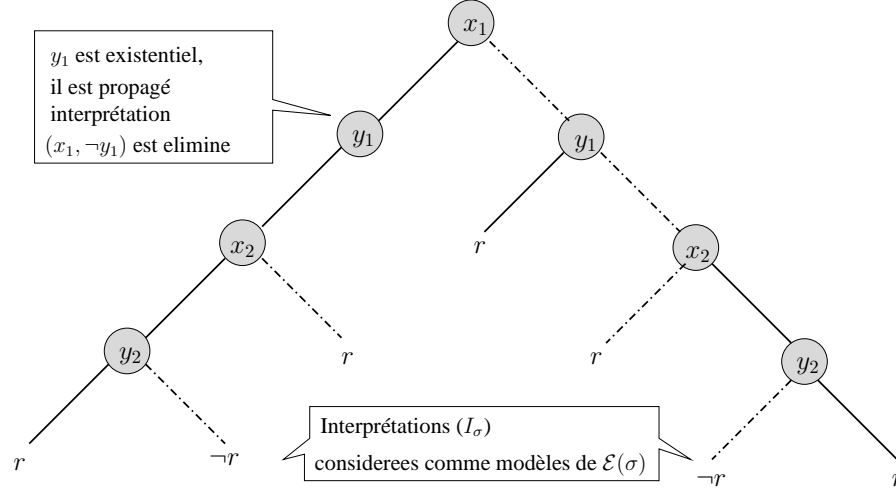 x₁
y₁ est existentiel,
il est propagé
interprétation
(x₁, ¬y₁) est elimine
y₁
y₁
x₂
r
x₂
y₂
r
r
y₂
r
¬r
Interprétations (I_σ)
considerees comme modèles de ℰ(σ)
¬r
r